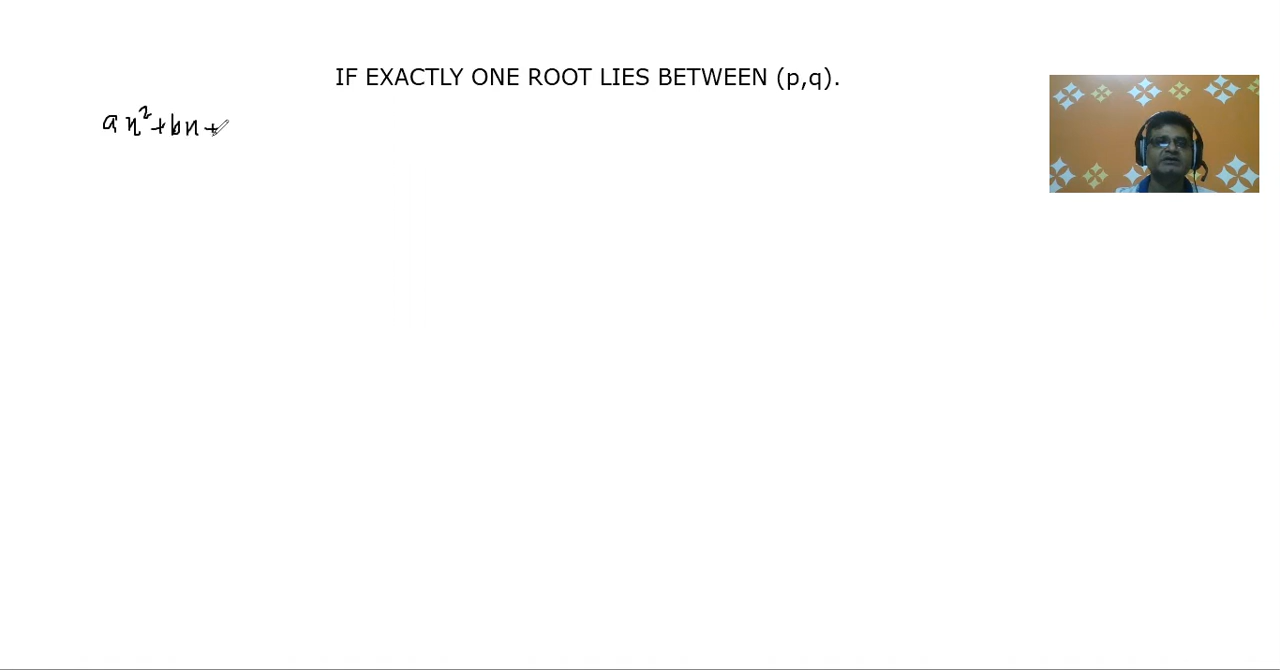 IF EXACTLY ONE ROOT LIES BETWEEN (p,q).
ax²+bx+